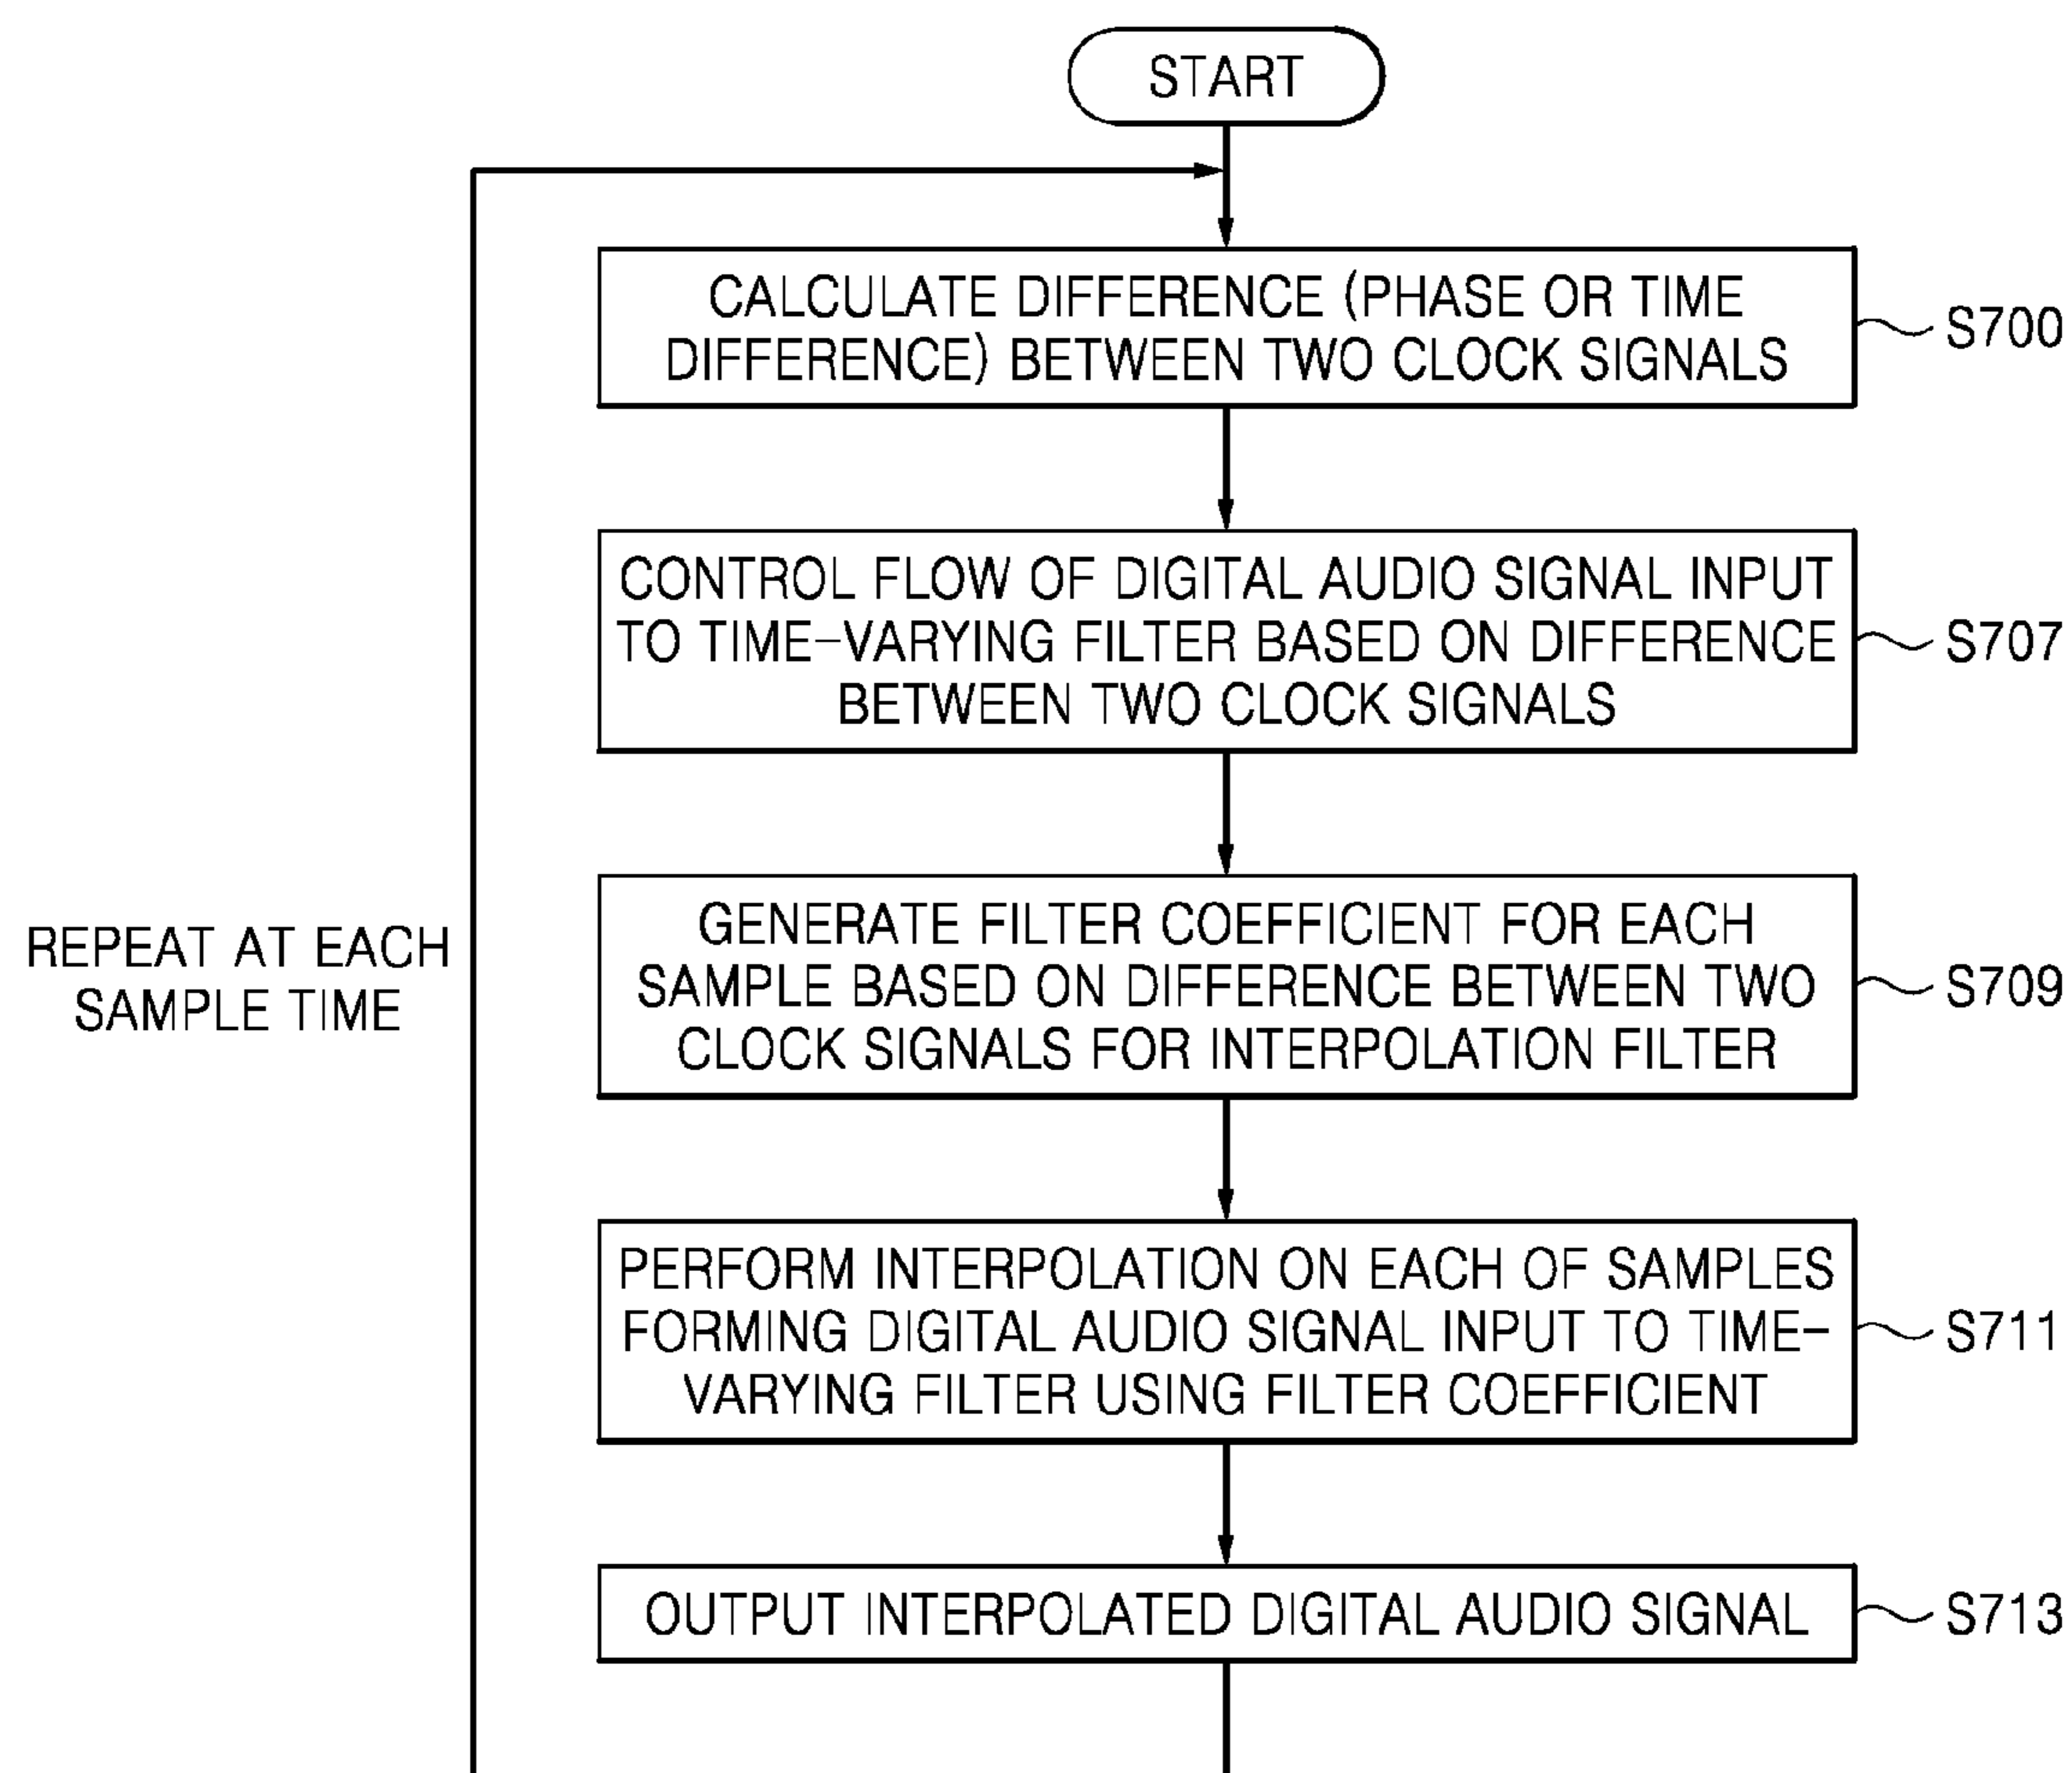 START
CALCULATE DIFFERENCE (PHASE OR TIME
DIFFERENCE) BETWEEN TWO CLOCK SIGNALS
S700
CONTROL FLOW OF DIGITAL AUDIO SIGNAL INPUT
TO TIME-VARYING FILTER BASED ON DIFFERENCE
BETWEEN TWO CLOCK SIGNALS
S707
REPEAT AT EACH
SAMPLE TIME
GENERATE FILTER COEFFICIENT FOR EACH
SAMPLE BASED ON DIFFERENCE BETWEEN TWO
CLOCK SIGNALS FOR INTERPOLATION FILTER
S709
PERFORM INTERPOLATION ON EACH OF SAMPLES
FORMING DIGITAL AUDIO SIGNAL INPUT TO TIME-
VARYING FILTER USING FILTER COEFFICIENT
S711
OUTPUT INTERPOLATED DIGITAL AUDIO SIGNAL
S713